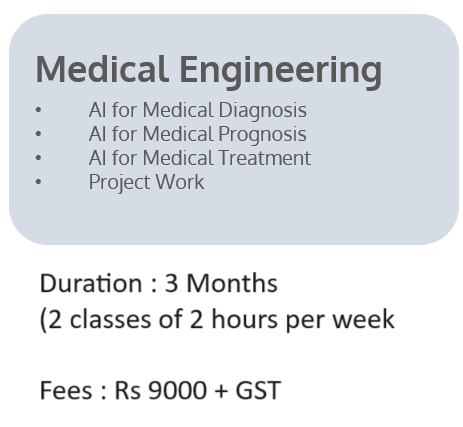 Medical Engineering
• AI for Medical Diagnosis
• AI for Medical Prognosis
• AI for Medical Treatment
• Project Work
Duration : 3 Months
(2 classes of 2 hours per week
Fees : Rs 9000 + GST